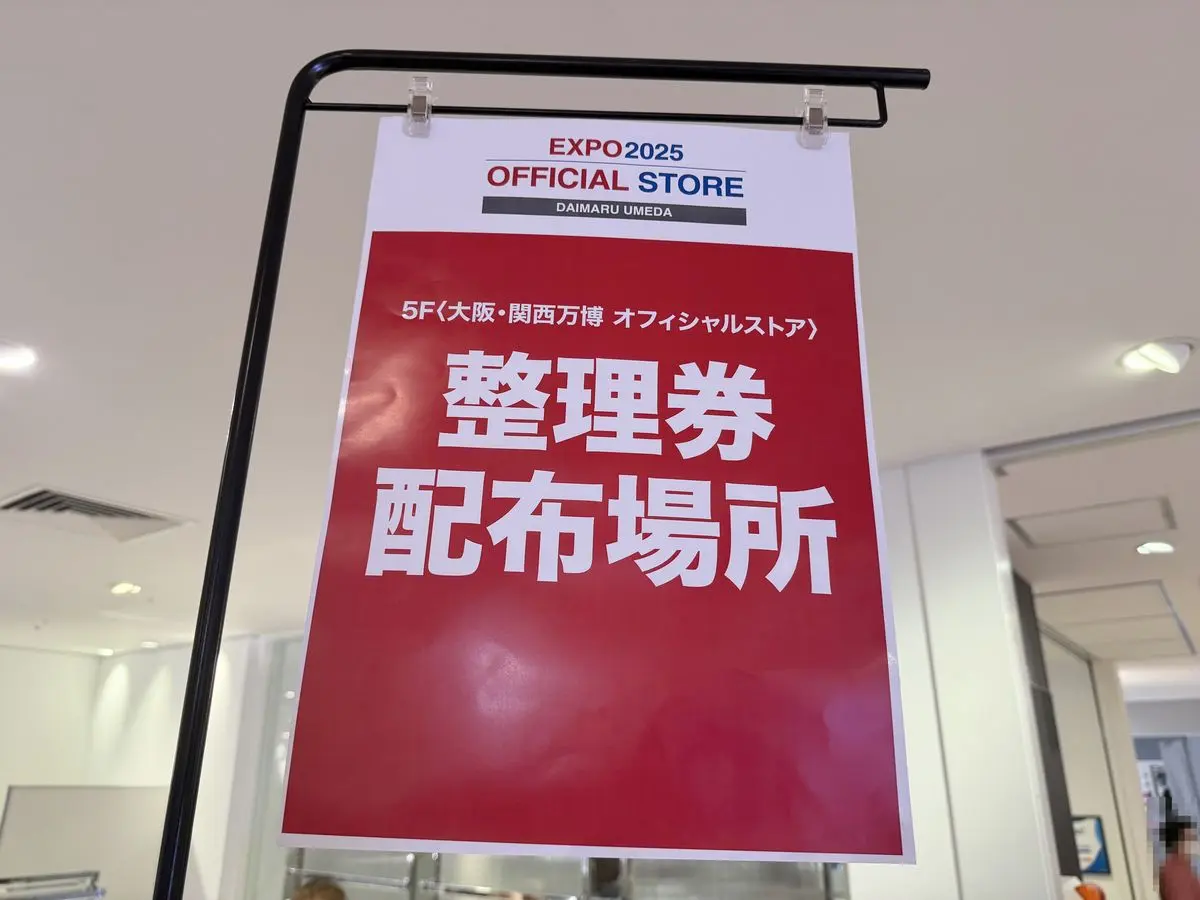 EXPO2025
OFFICIAL STORE
DAIMARU UMEDA
5F〈大阪・関西万博 オフィシャルストア〉
整理券
配布場所